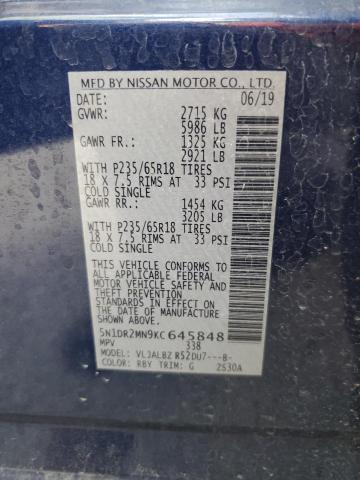 MFD BY NISSAN MOTOR CO., LTD.
DATE: 06/19
GVWR: 2715 KG
5986 LB
GAWR FR.: 1325 KG
2921 LB
WITH P235/65R18 TIRES
18 X 7.5 RIMS AT 33 PSI
COLD SINGLE
GAWR RR.: 1454 KG
3205 LB
WITH P235/65R18 TIRES
18 X 7.5 RIMS AT 33 PSI
COLD SINGLE
THIS VEHICLE CONFORMS TO
ALL APPLICABLE FEDERAL
MOTOR VEHICLE SAFETY AND
THEFT PREVENTION
STANDARDS IN EFFECT ON
THE DATE OF MANUFACTURE
SHOWN ABOVE.
5N1DR2MN9KC645848
MPV 338
MODEL: VLJALBZ R52DU7---B-
COLOR: RBY TRIM: G 2S30A